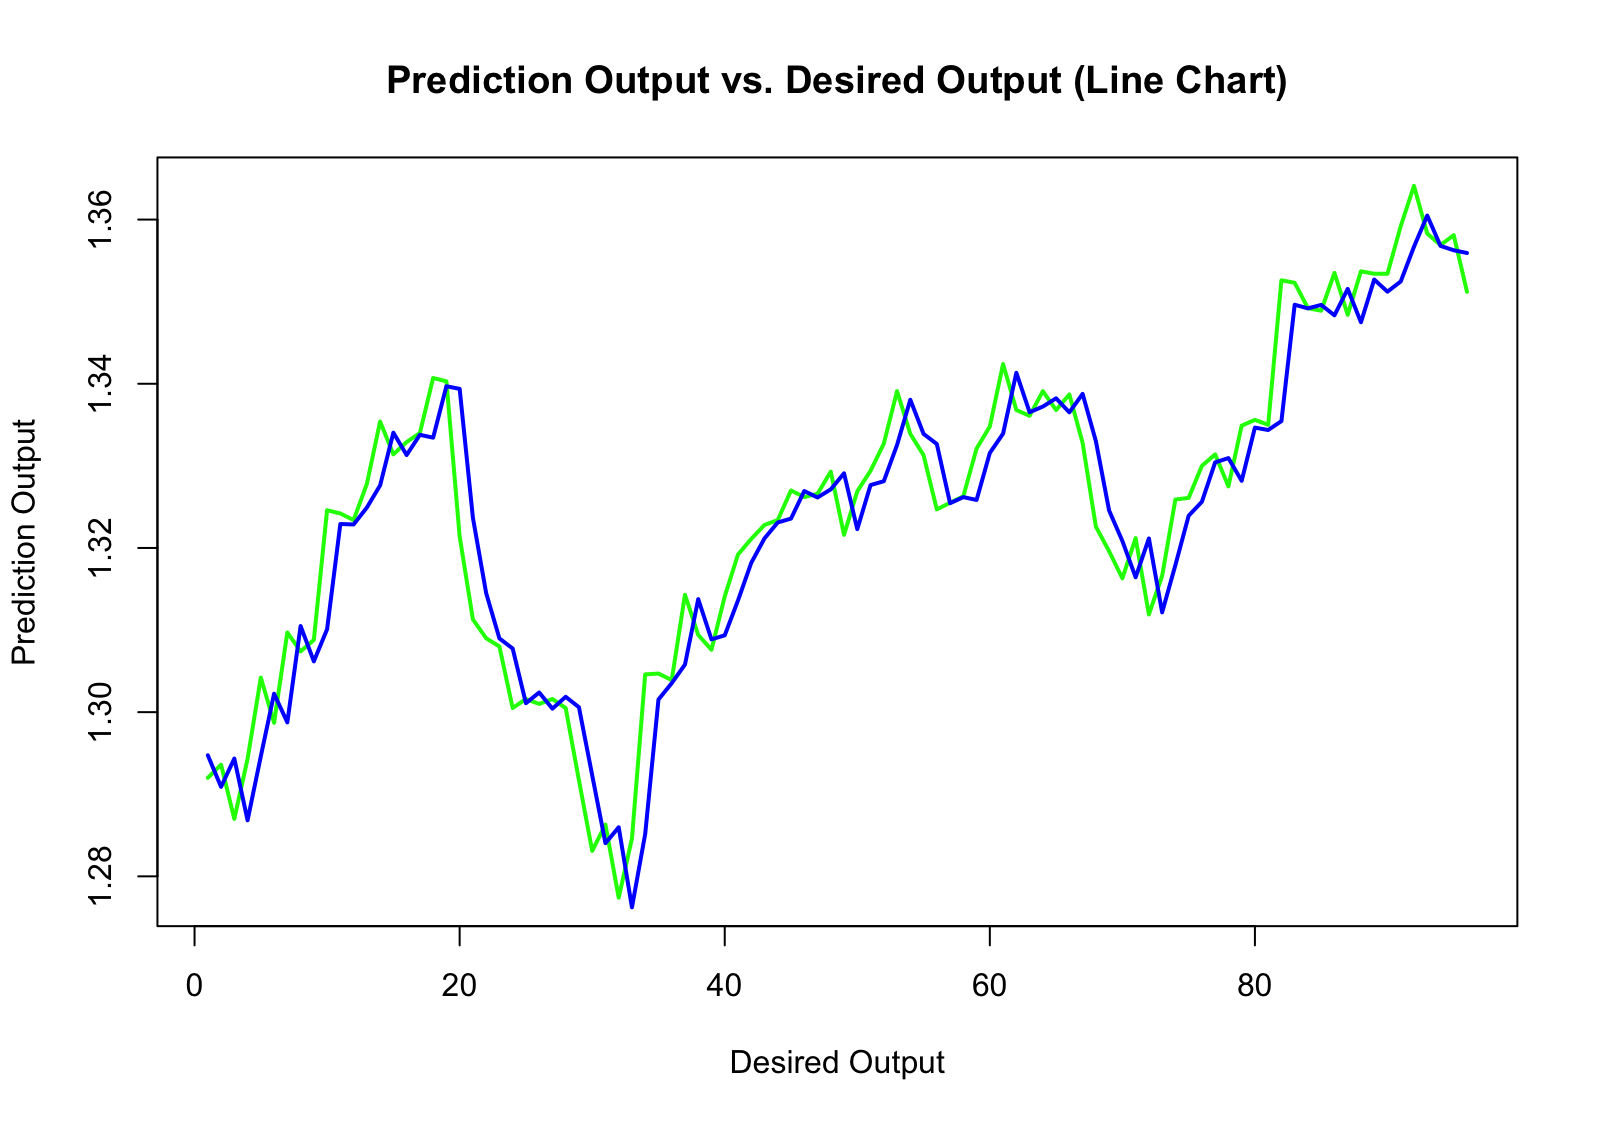 Prediction Output vs. Desired Output (Line Chart)
Prediction Output
1.36
1.34
1.32
1.30
1.28
0 20 40 60 80
Desired Output